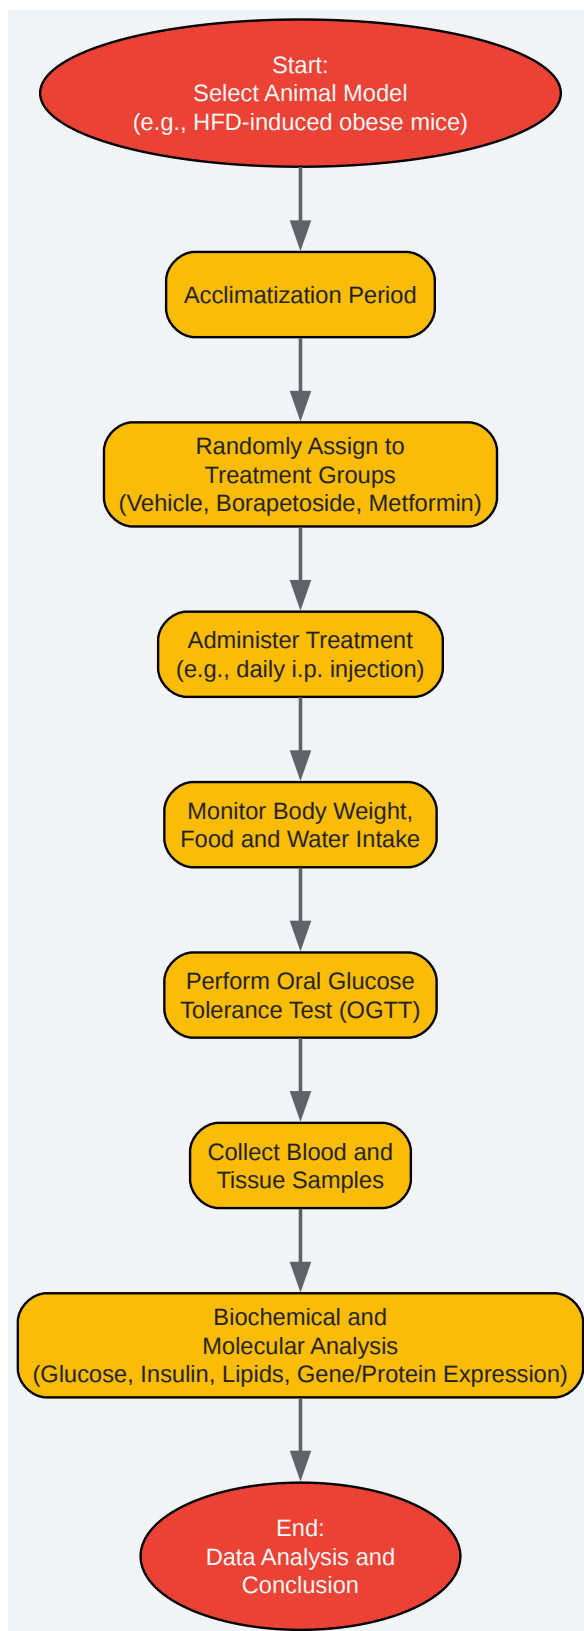 Start:
Select Animal Model
(e.g., HFD-induced obese mice)
Acclimatization Period
Randomly Assign to
Treatment Groups
(Vehicle, Borapetoside, Metformin)
Administer Treatment
(e.g., daily i.p. injection)
Monitor Body Weight,
Food and Water Intake
Perform Oral Glucose
Tolerance Test (OGTT)
Collect Blood and
Tissue Samples
Biochemical and
Molecular Analysis
(Glucose, Insulin, Lipids, Gene/Protein Expression)
End:
Data Analysis and
Conclusion